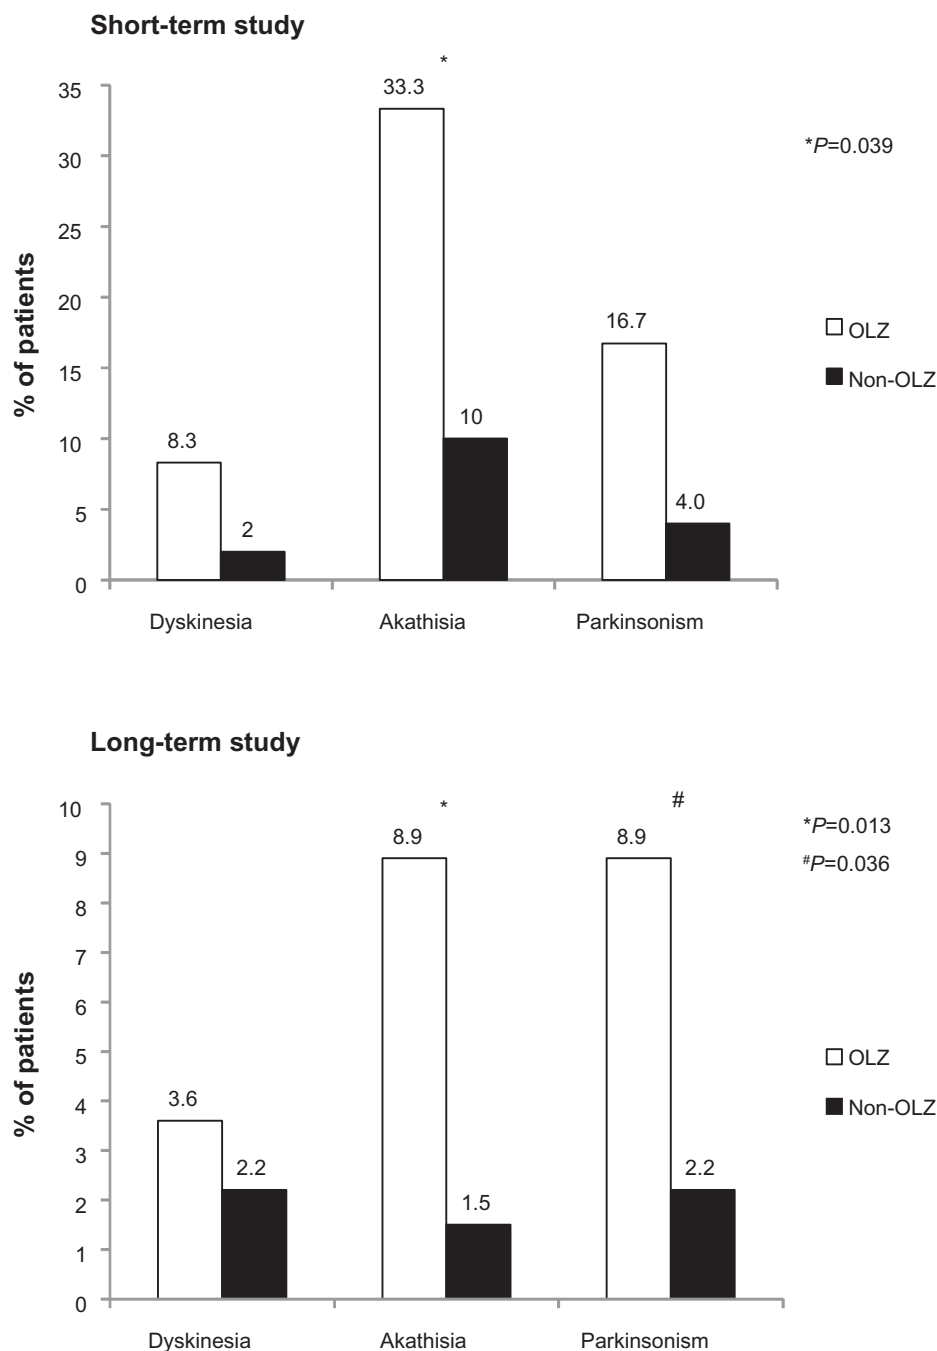 Short-term study
*
33.3
35
*P=0.039
30
25
% of patients
20
16.7
OLZ
15
Non-OLZ
10
10
8.3
4.0
5
2
0
Dyskinesia Akathisia Parkinsonism
Long-term study
10
*
#
*P=0.013
8.9 8.9
9
#P=0.036
8
7
6
% of patients
5
OLZ
4
3.6
Non-OLZ
3
2.2 2.2
2
1.5
1
0
Dyskinesia Akathisia Parkinsonism